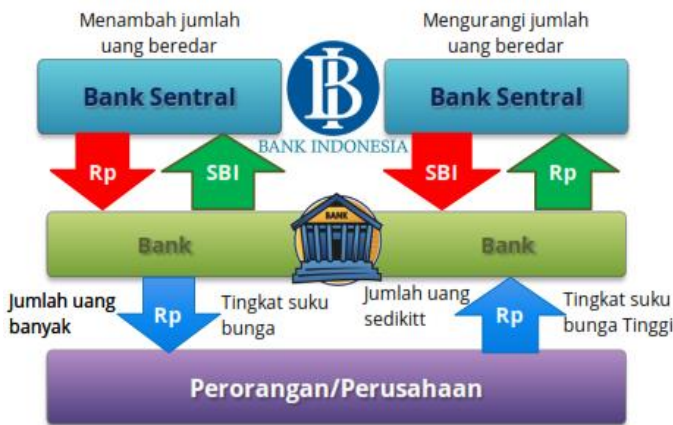 Menambah jumlah
uang beredar
Mengurangi jumlah
uang beredar
Bank Sentral
BI
BANK INDONESIA
Bank Sentral
Rp
SBI
SBI
Rp
Bank
BANK
Bank
Jumlah uang
banyak
Rp
Tingkat suku
bunga
Jumlah uang
sedikitt
Rp
Tingkat suku
bunga Tinggi
Perorangan/Perusahaan